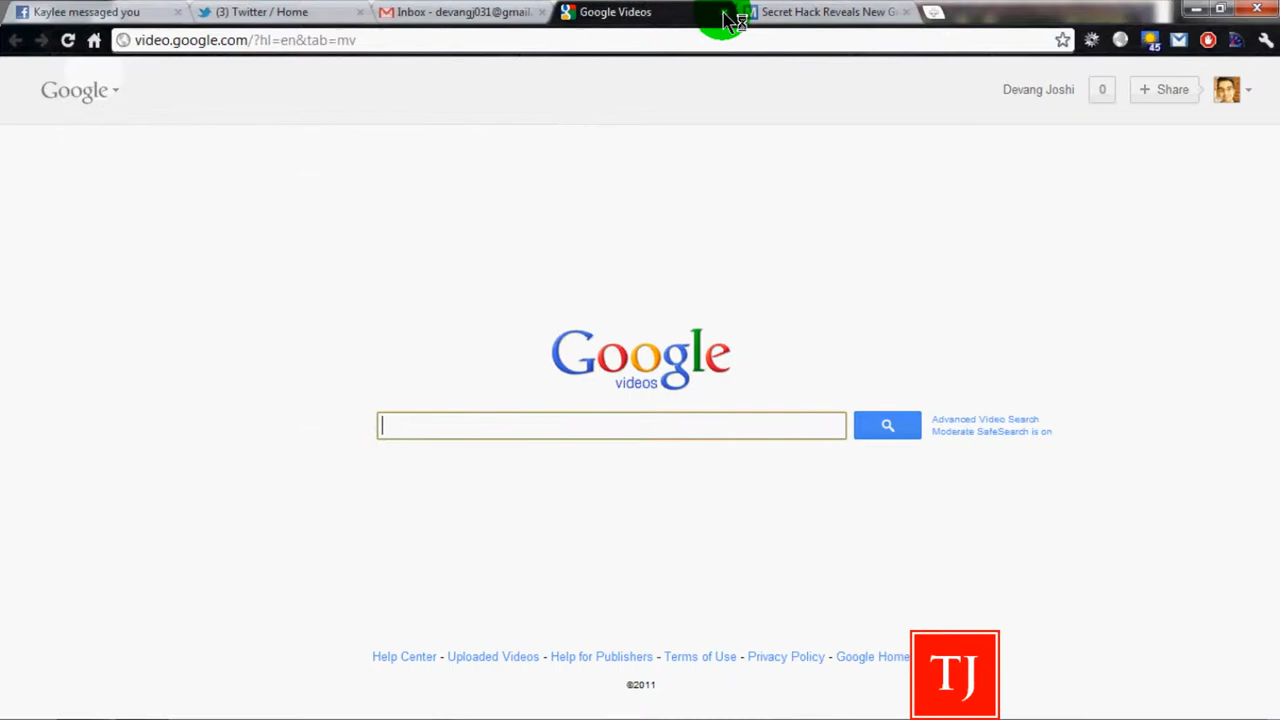 Kaylee messaged you
(3) Twitter / Home
Inbox - devangj031@gmail.
Google Videos
Secret Hack Reveals New G
video.google.com/?hl=en&tab=mv
45
Google
Devang Joshi
0
+ Share
Google
videos
Advanced Video Search
Moderate SafeSearch is on
Help Center - Uploaded Videos - Help for Publishers - Terms of Use - Privacy Policy - Google Home
©2011
TJ